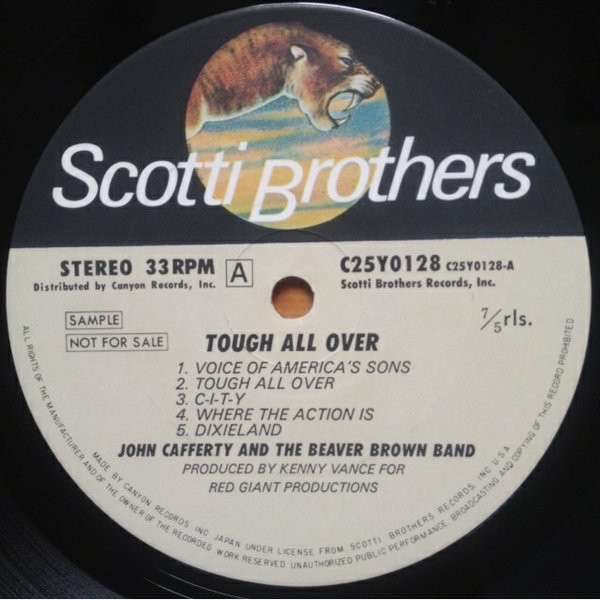 Scotti Brothers
STEREO 33RPM A C25Y0128 C25Y0128-A
Distributed by Canyon Records, Inc. Scotti Brothers Records, Inc.
SAMPLE 7/5rls.
NOT FOR SALE
TOUGH ALL OVER
1. VOICE OF AMERICA'S SONS
2. TOUGH ALL OVER
3. C-I-T-Y
4. WHERE THE ACTION IS
5. DIXIELAND
JOHN CAFFERTY AND THE BEAVER BROWN BAND
PRODUCED BY KENNY VANCE FOR
RED GIANT PRODUCTIONS
MADE BY CANYON RECORDS INC JAPAN UNDER LICENSE FROM SCOTTI BROTHERS RECORDS, INC U.S.A.
ALL RIGHTS OF THE MANUFACTURER AND OF THE OWNER OF THE RECORDED WORK RESERVED UNAUTHORIZED PUBLIC PERFORMANCE BROADCASTING AND COPYING OF THIS RECORD PROHIBITED